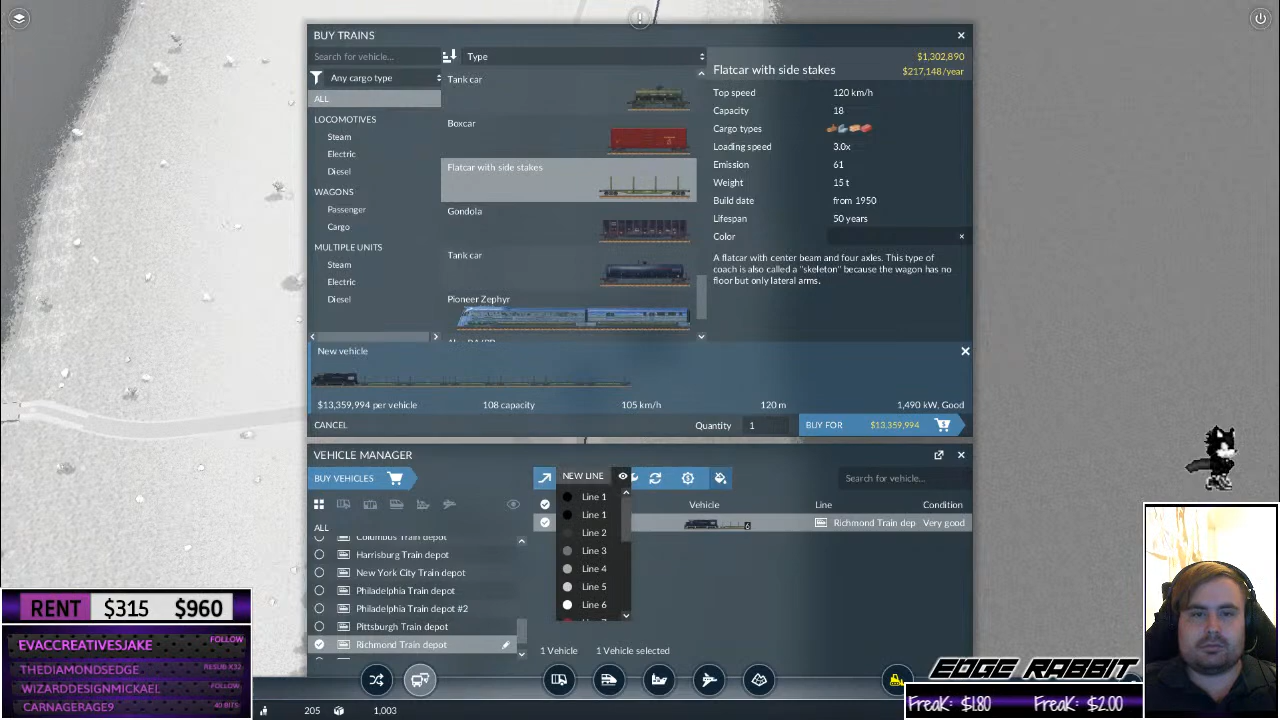 BUY TRAINS
Search for vehicle...
Type
Any cargo type
ALL
LOCOMOTIVES
Steam
Electric
Diesel
WAGONS
Passenger
Cargo
MULTIPLE UNITS
Steam
Electric
Diesel
Tank car
Boxcar
Flatcar with side stakes
Gondola
Tank car
Pioneer Zephyr
$1,302,890
Flatcar with side stakes
$217,148/year
Top speed 120 km/h
Capacity 18
Cargo types
Loading speed 3.0x
Emission 61
Weight 15 t
Build date from 1950
Lifespan 50 years
Color
A flatcar with center beam and four axles. This type of
coach is also called a "skeleton" because the wagon has no
floor but only lateral arms.
New vehicle
$13,359,994 per vehicle 108 capacity 105 km/h 120 m 1,490 kW, Good
CANCEL Quantity 1 BUY FOR $13,359,994
VEHICLE MANAGER
BUY VEHICLES
Search for vehicle...
ALL
Columbus Train depot
Harrisburg Train depot
New York City Train depot
Philadelphia Train depot
Philadelphia Train depot #2
Pittsburgh Train depot
Richmond Train depot
NEW LINE
Line 1
Line 1
Line 2
Line 3
Line 4
Line 5
Line 6
Vehicle Line Condition
Richmond Train dep Very good
1 Vehicle 1 Vehicle selected
205 1,003
RENT $315 $960
EVACCREATIVESJAKE FOLLOW
THEDIAMONDSEDGE RESUB X32
WIZARDDESIGNMICKAEL FOLLOW
CARNAGERAGE9 40 BITS
EDGE RABBIT
FreaK: $1.80 FreaK: $2.00